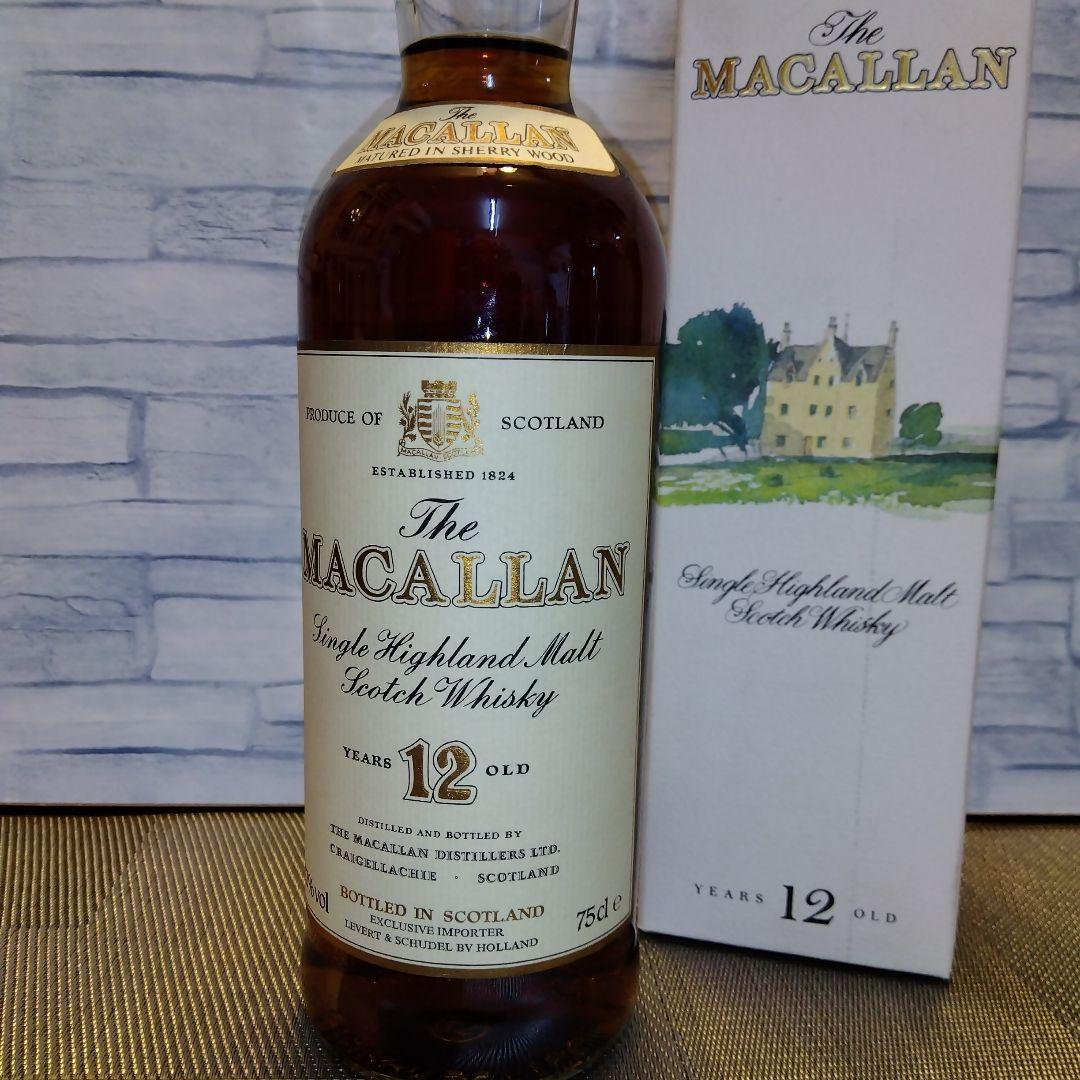 The
MACALLAN
MATURED IN SHERRY WOOD
PRODUCE OF SCOTLAND
ESTABLISHED 1824
The
MACALLAN
Single Highland Malt
Scotch Whisky
YEARS 12 OLD
DISTILLED AND BOTTLED BY
THE MACALLAN DISTILLERS LTD.
CRAIGELLACHIE · SCOTLAND
%vol
BOTTLED IN SCOTLAND
75cl e
EXCLUSIVE IMPORTER
LEVERT & SCHUDEL BV HOLLAND
The
MACALLAN
Single Highland Malt
Scotch Whisky
YEARS 12 OLD